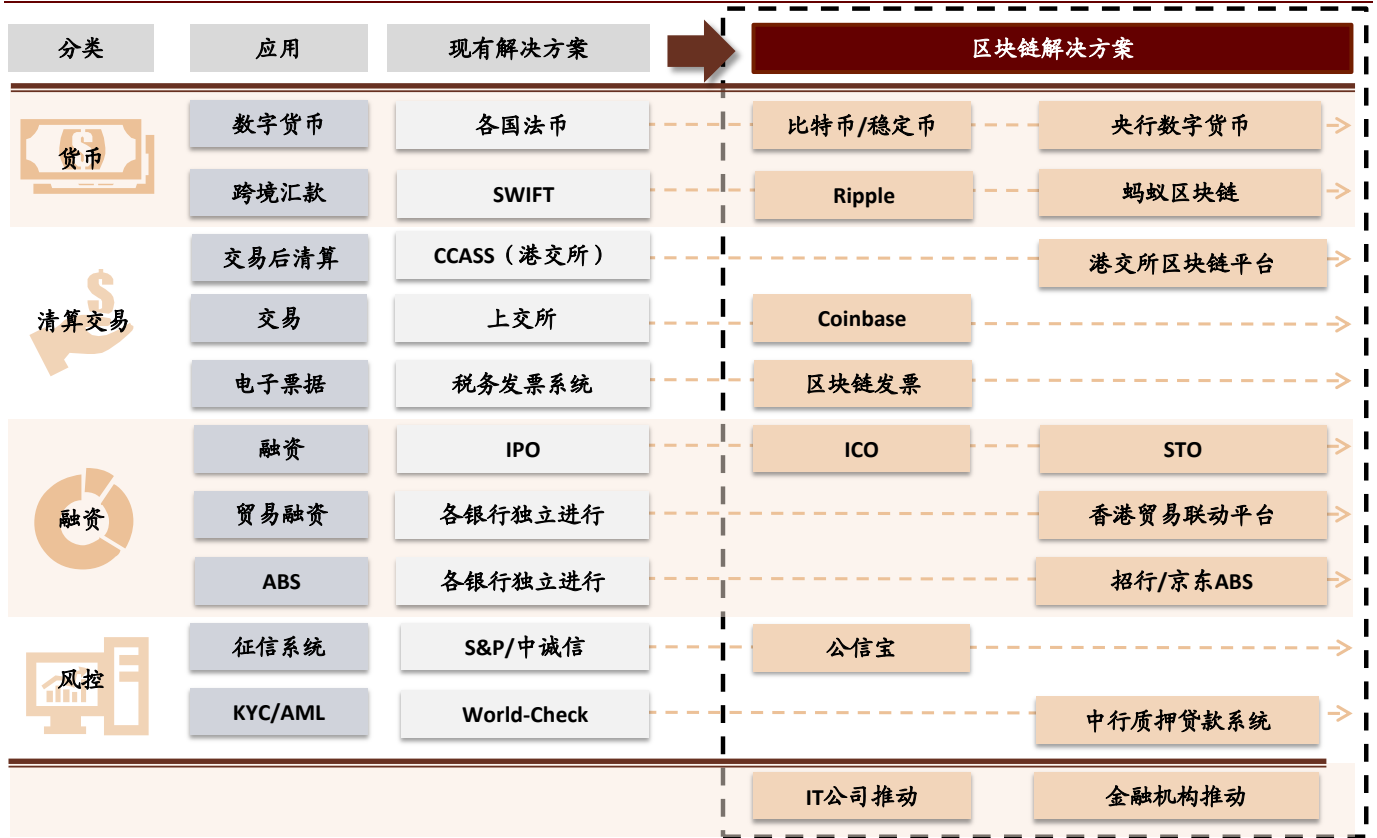 分类 应用 现有解决方案 区块链解决方案
货币
数字货币 各国法币 比特币/稳定币 央行数字货币
跨境汇款 SWIFT Ripple 蚂蚁区块链
清算交易
交易后清算 CCASS（港交所） 港交所区块链平台
交易 上交所 Coinbase
电子票据 税务发票系统 区块链发票
融资
融资 IPO ICO STO
贸易融资 各银行独立进行 香港贸易联动平台
ABS 各银行独立进行 招行/京东ABS
风控
征信系统 S&P/中诚信 公信宝
KYC/AML World-Check 中行质押贷款系统
IT公司推动 金融机构推动